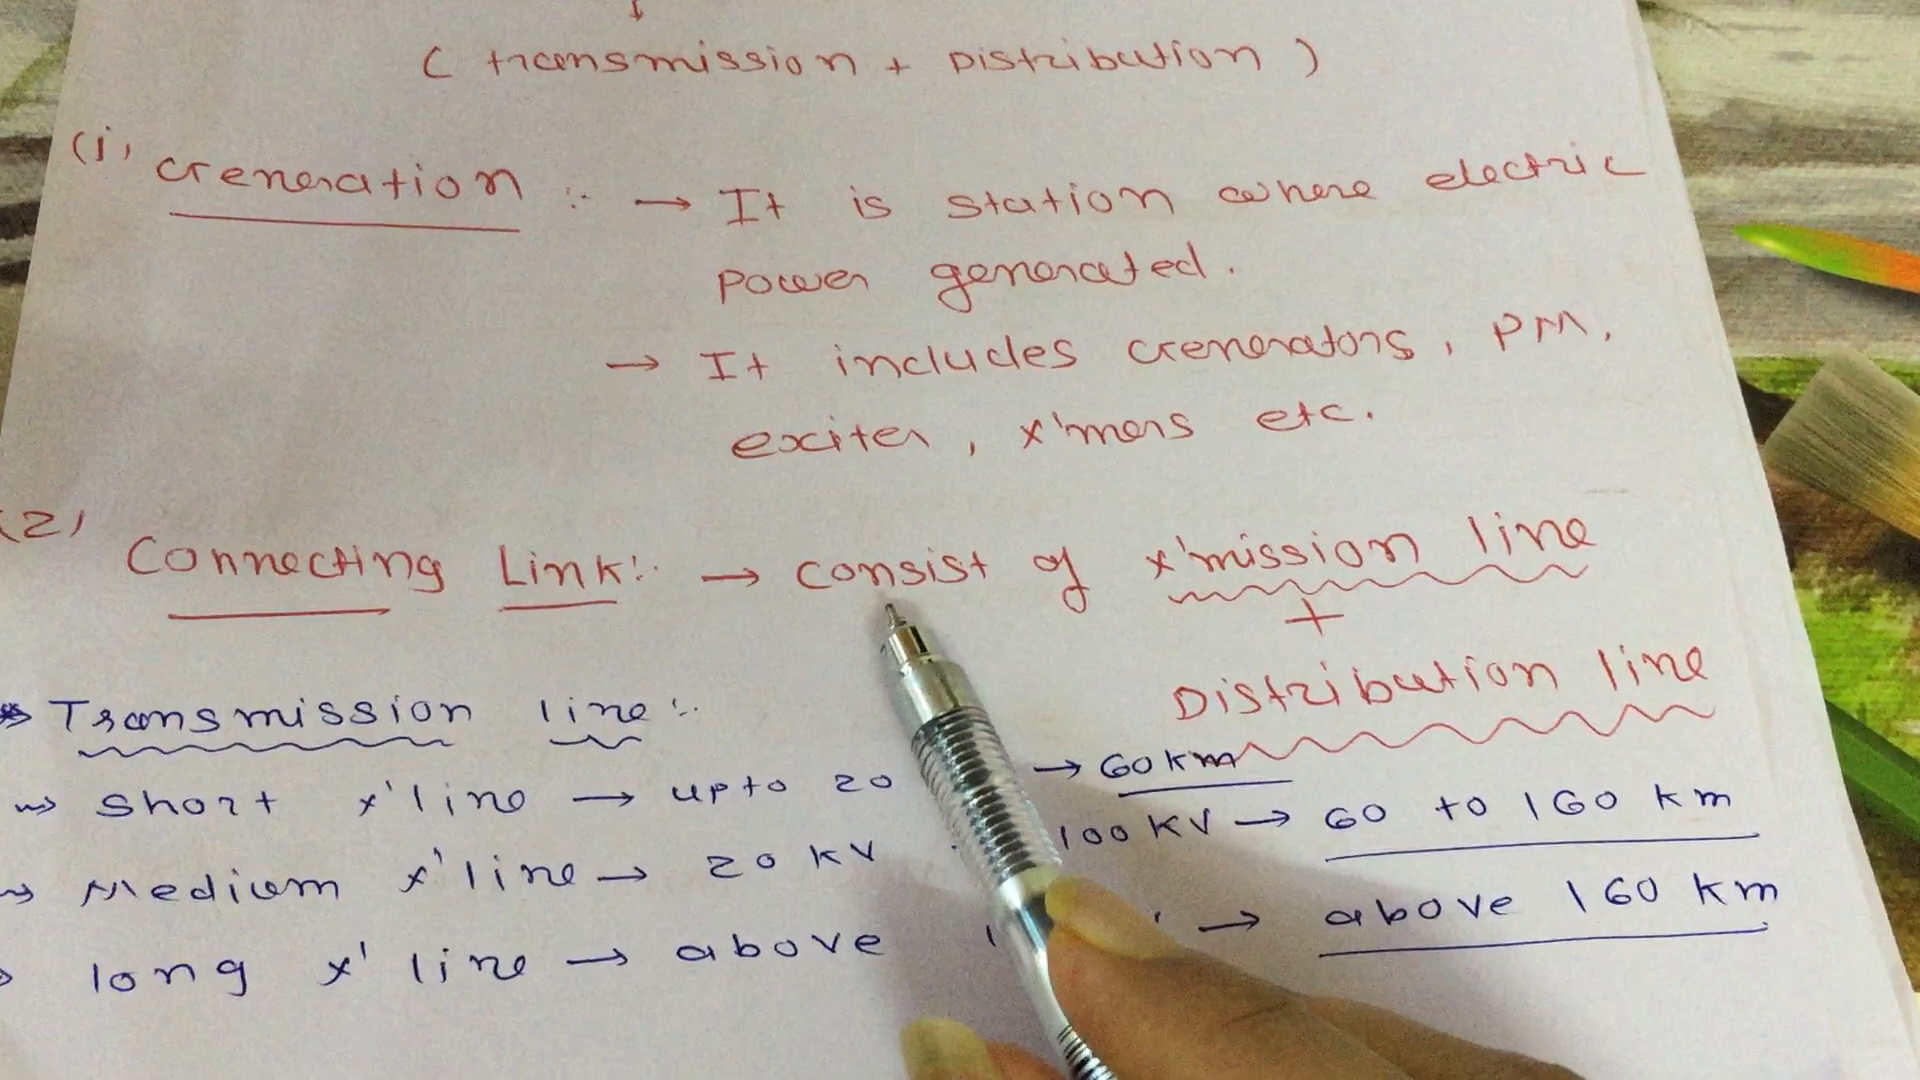 ( transmission + Distribution )
(i) Generation :- → It is station where electric
power generated.
→ It includes Generators, PM,
exiter, x'mers etc.
(2) Connecting Link:- → consist of x'mission line
+
Distribution line
Transmission line :-
short x'line → upto 20 → 60 km
Medium x'line → 20 KV 100 KV → 60 to 160 km
long x' line → above → above 160 km